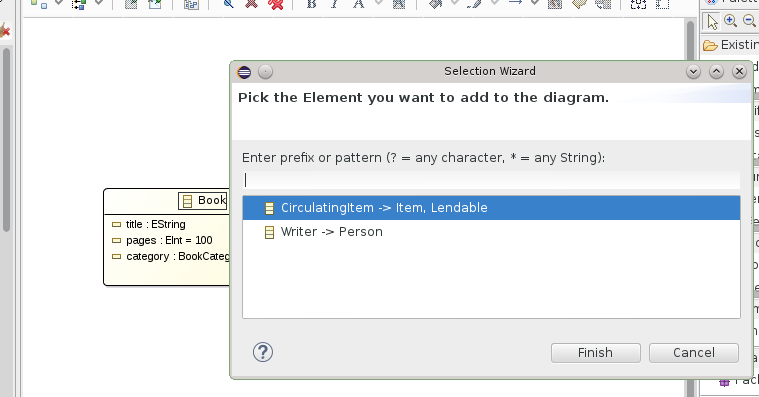 Selection Wizard
Existin
Pick the Element you want to add to the diagram.
Enter prefix or pattern (? = any character, * = any String):
Book
CirculatingItem -> Item, Lendable
title : EString
Writer -> Person
pages : EInt = 100
category : BookCateg
Finish
Cancel